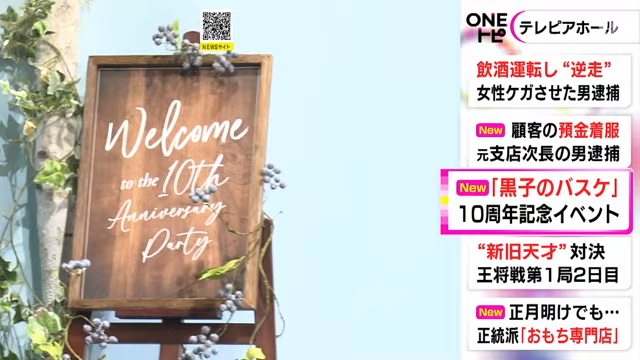 NEWSサイト
Welcome
to the 10th
Anniversary
Party
ONE
トピ
テレピアホール
飲酒運転し“逆走”
女性ケガさせた男逮捕
New 顧客の預金着服
元支店次長の男逮捕
New 「黒子のバスケ」
10周年記念イベント
“新旧天才”対決
王将戦第1局2日目
New 正月明けでも…
正統派「おもち専門店」